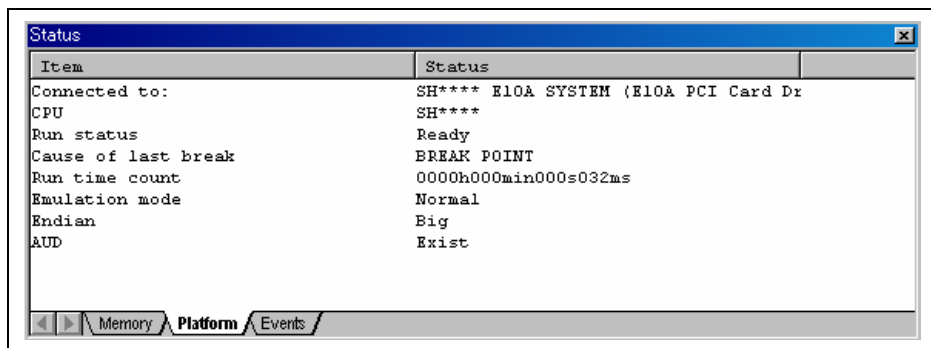 Status
Item Status
Connected to: SH**** E10A SYSTEM (E10A PCI Card Dr
CPU SH****
Run status Ready
Cause of last break BREAK POINT
Run time count 0000h000min000s032ms
Emulation mode Normal
Endian Big
AUD Exist
Memory Platform Events